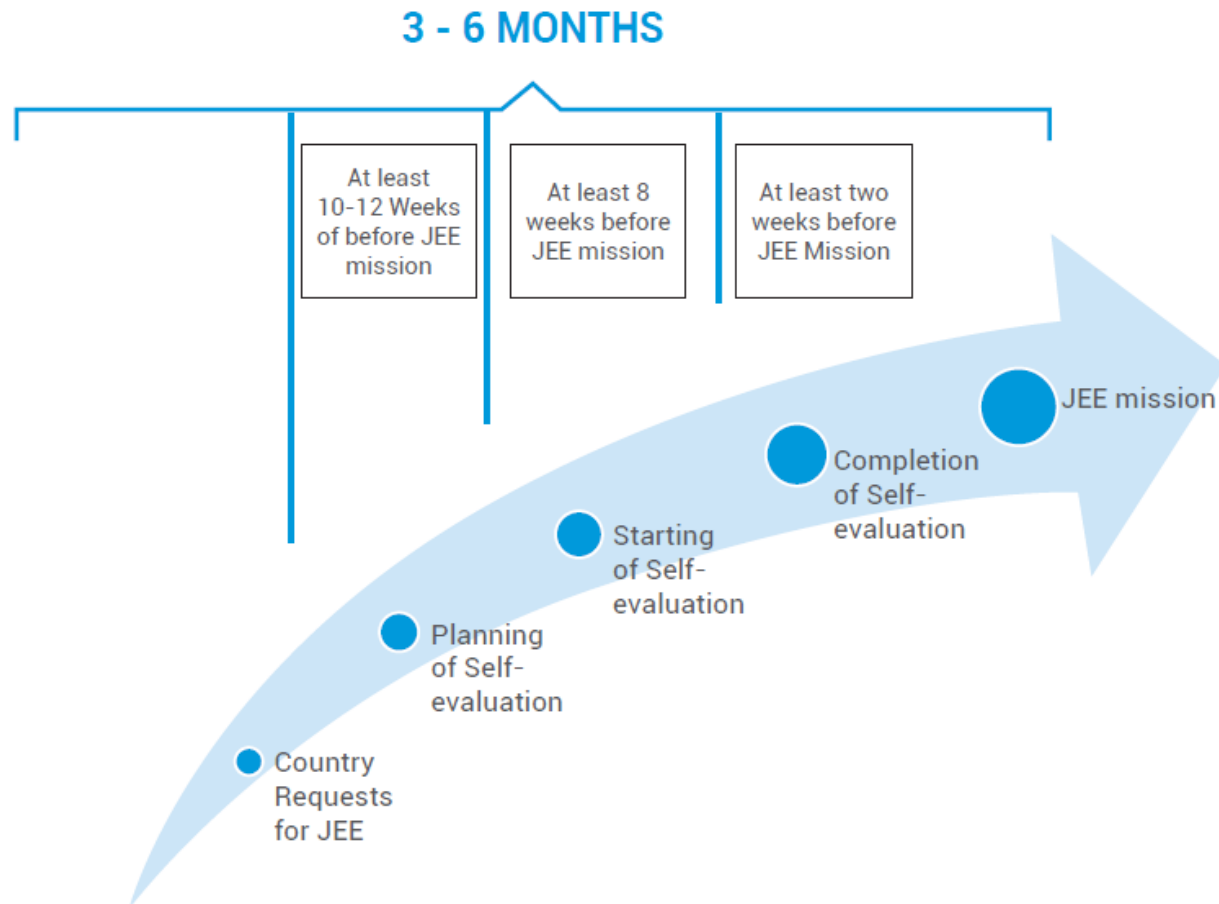 3 - 6 MONTHS
At least
10-12 Weeks
of before JEE
mission
At least 8
weeks before
JEE mission
At least two
weeks before
JEE Mission
JEE mission
Completion
of Self-
evaluation
Starting
of Self-
evaluation
Planning
of Self-
evaluation
Country
Requests
for JEE